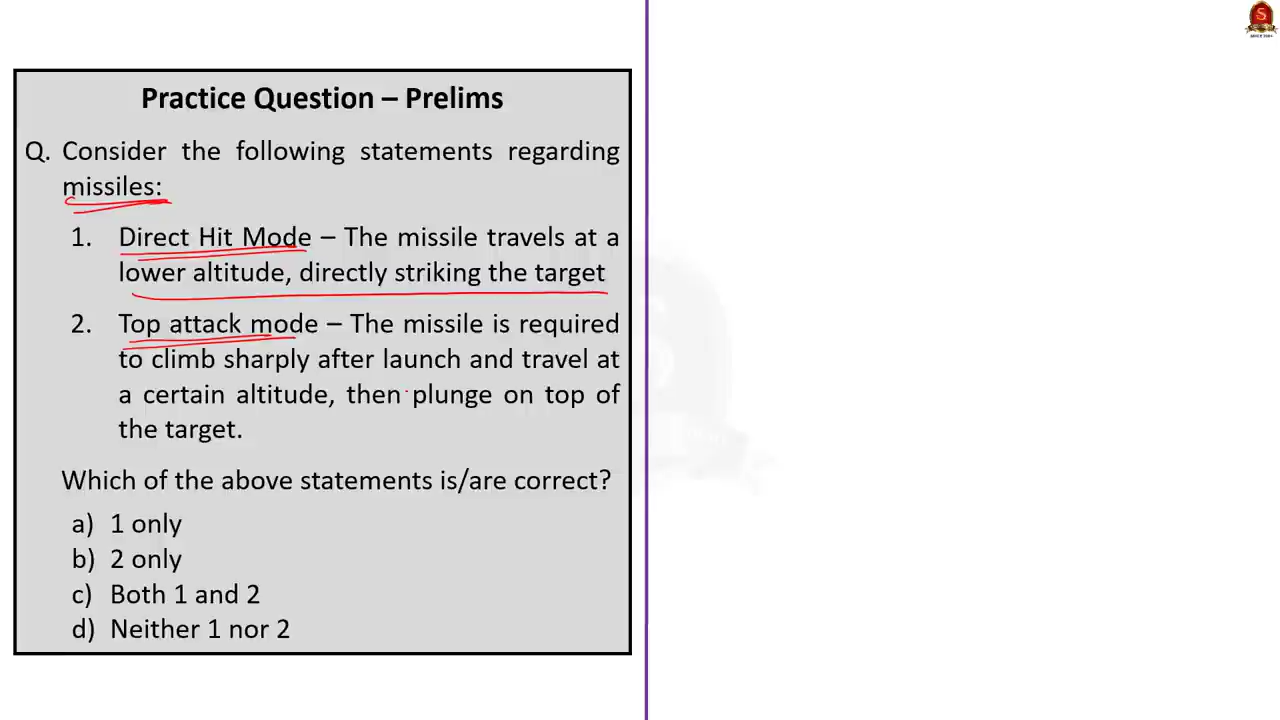 Practice Question – Prelims
Q. Consider the following statements regarding
missiles:
1. Direct Hit Mode – The missile travels at a
lower altitude, directly striking the target
2. Top attack mode – The missile is required
to climb sharply after launch and travel at
a certain altitude, then plunge on top of
the target.
Which of the above statements is/are correct?
a) 1 only
b) 2 only
c) Both 1 and 2
d) Neither 1 nor 2